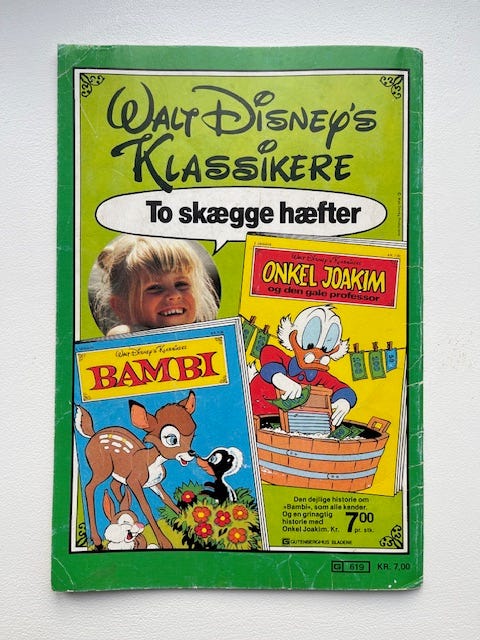 Walt Disney's
Klassikere
To skægge hæfter
Walt Disney's Klassikere
ONKEL JOAKIM
og den gale professor
Walt Disney's Klassikere
BAMBI
Den dejlige historie om
»Bambi«, som alle kender.
Og en grinagtig
historie med
Onkel Joakim. Kr. 7.00 pr. stk.
G GUTENBERGHUS BLADENE
G 619 KR. 7,00